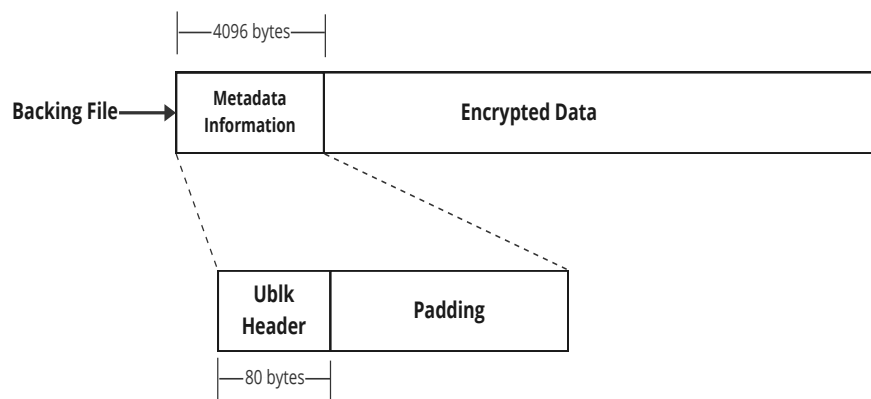 4096 bytes
Backing File
Metadata
Information
Encrypted Data
Ublk
Header
Padding
80 bytes